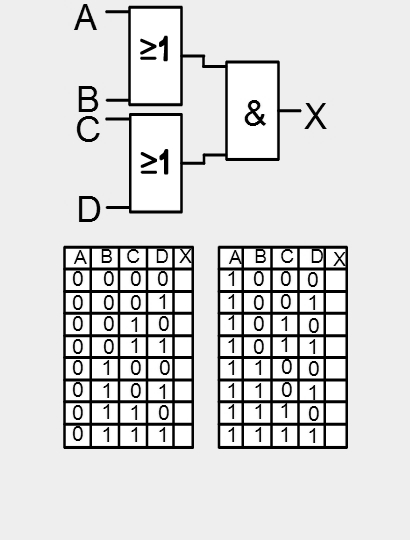 A
≥1
B
&
X
C
≥1
D
A B C D X
0 0 0 0
0 0 0 1
0 0 1 0
0 0 1 1
0 1 0 0
0 1 0 1
0 1 1 0
0 1 1 1
A B C D X
1 0 0 0
1 0 0 1
1 0 1 0
1 0 1 1
1 1 0 0
1 1 0 1
1 1 1 0
1 1 1 1